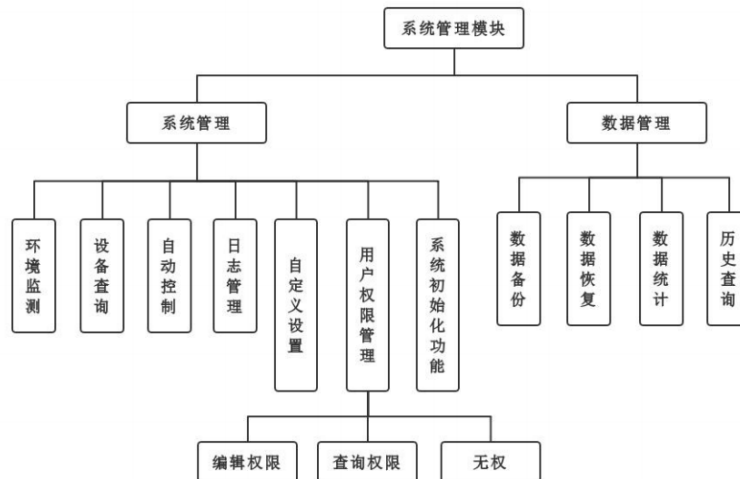 系统管理模块
系统管理
数据管理
环境监测
设备查询
自动控制
日志管理
自定义设置
用户权限管理
系统初始化功能
数据备份
数据恢复
数据统计
历史查询
编辑权限
查询权限
无权